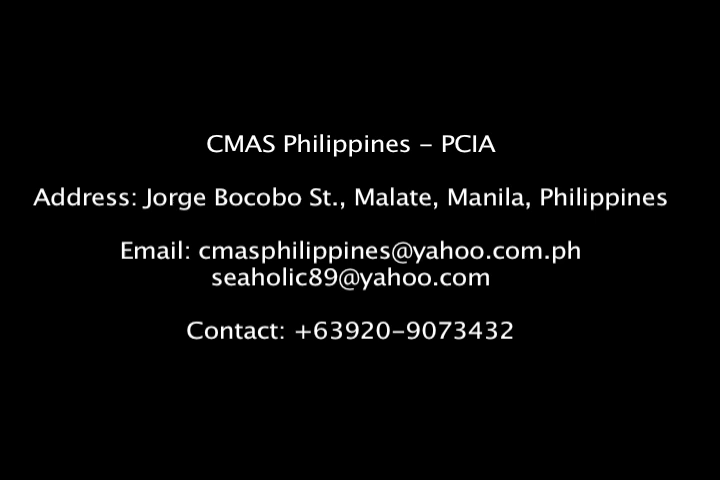 CMAS Philippines - PCIA
Address: Jorge Bocobo St., Malate, Manila, Philippines
Email: cmasphilippines@yahoo.com.ph
seaholic89@yahoo.com
Contact: +63920-9073432